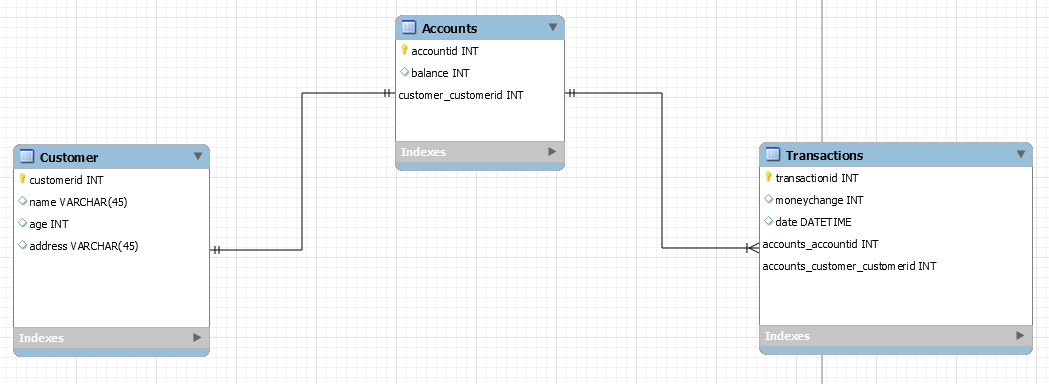 Accounts
accountid INT
balance INT
customer_customerid INT
Indexes
Customer
customerid INT
name VARCHAR(45)
age INT
address VARCHAR(45)
Indexes
Transactions
transactionid INT
moneychange INT
date DATETIME
accounts_accountid INT
accounts_customer_customerid INT
Indexes